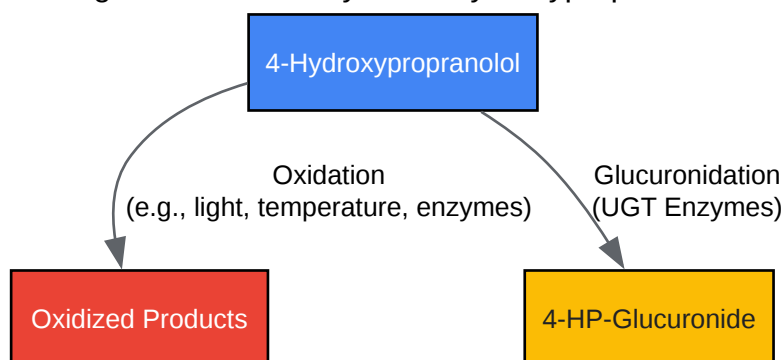 4-Hydroxypropranolol
Oxidation
(e.g., light, temperature, enzymes)
Glucuronidation
(UGT Enzymes)
Oxidized Products
4-HP-Glucuronide